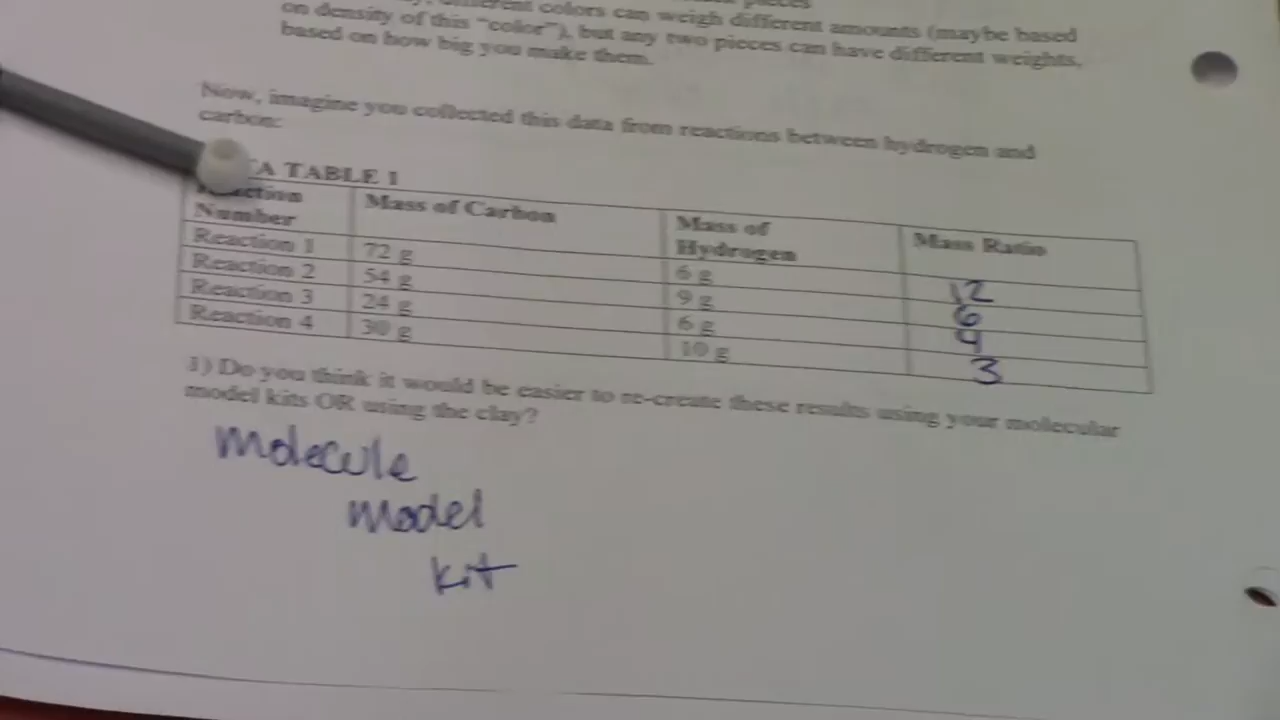 different colors can weigh different amounts (maybe based
on density of this "color"), but any two pieces can have different weights,
based on how big you make them.
Now, imagine you collected this data from reactions between hydrogen and
carbon:
TABLE 1
Reaction Number Mass of Carbon Mass of Hydrogen Mass Ratio
Reaction 1 72 g 6 g 12
Reaction 2 54 g 9 g 6
Reaction 3 24 g 6 g 4
Reaction 4 30 g 10 g 3
1) Do you think it would be easier to re-create these results using your molecular
model kits OR using the clay?
molecule
model
kit